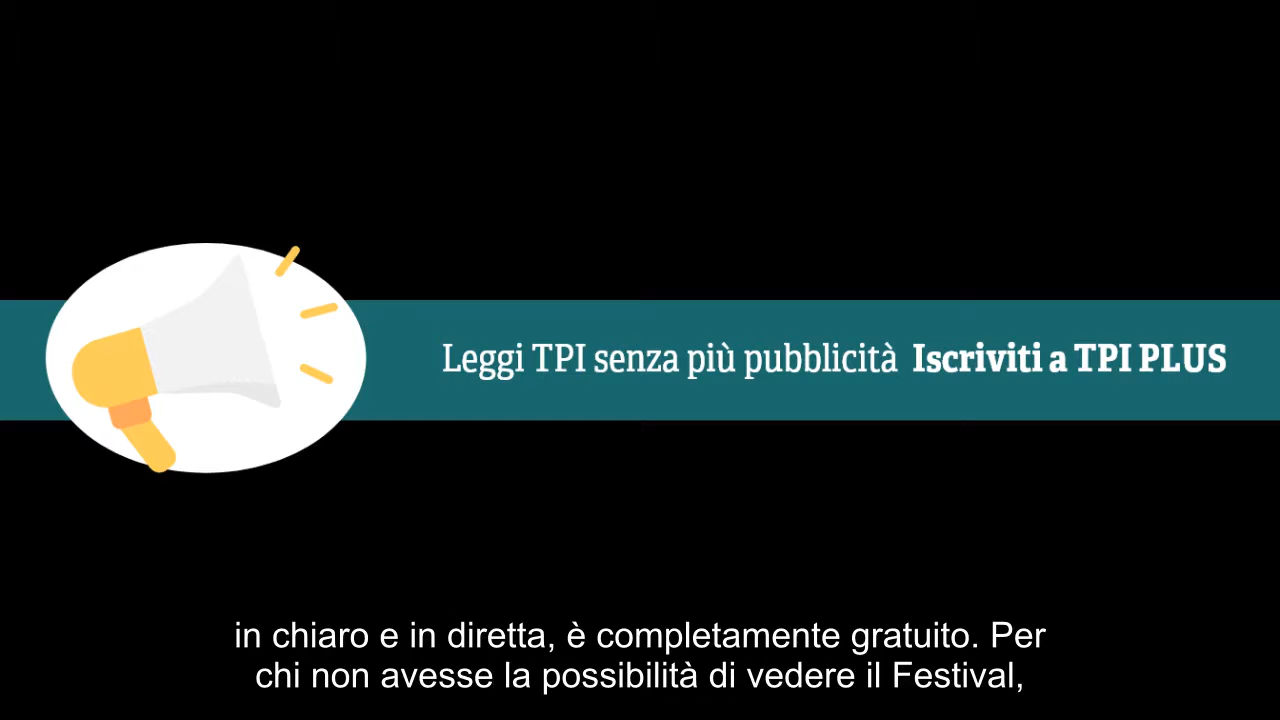 Leggi TPI senza più pubblicità Iscriviti a TPI PLUS
in chiaro e in diretta, è completamente gratuito. Per
chi non avesse la possibilità di vedere il Festival,